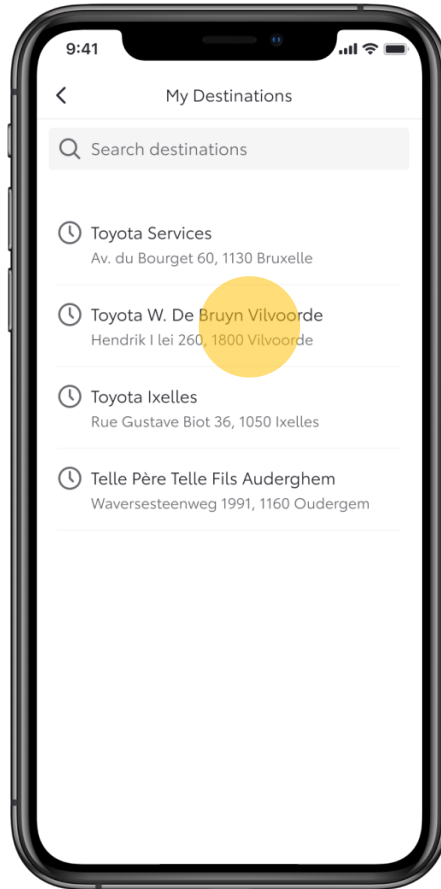 9:41
My Destinations
Search destinations
Toyota Services
Av. du Bourget 60, 1130 Bruxelle
Toyota W. De Bruyn Vilvoorde
Hendrik I lei 260, 1800 Vilvoorde
Toyota Ixelles
Rue Gustave Biot 36, 1050 Ixelles
Telle Père Telle Fils Auderghem
Waversesteenweg 1991, 1160 Oudergem